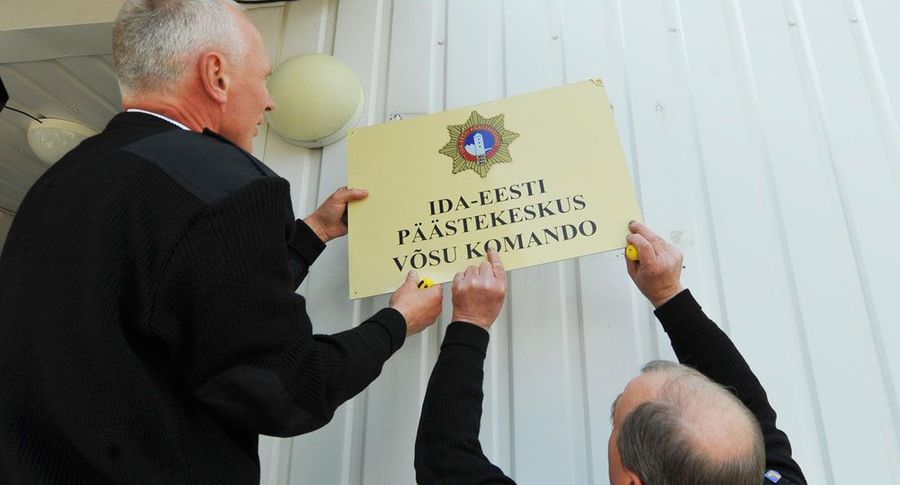 IDA-EESTI
PÄÄSTEKESKUS
VÕSU KOMANDO